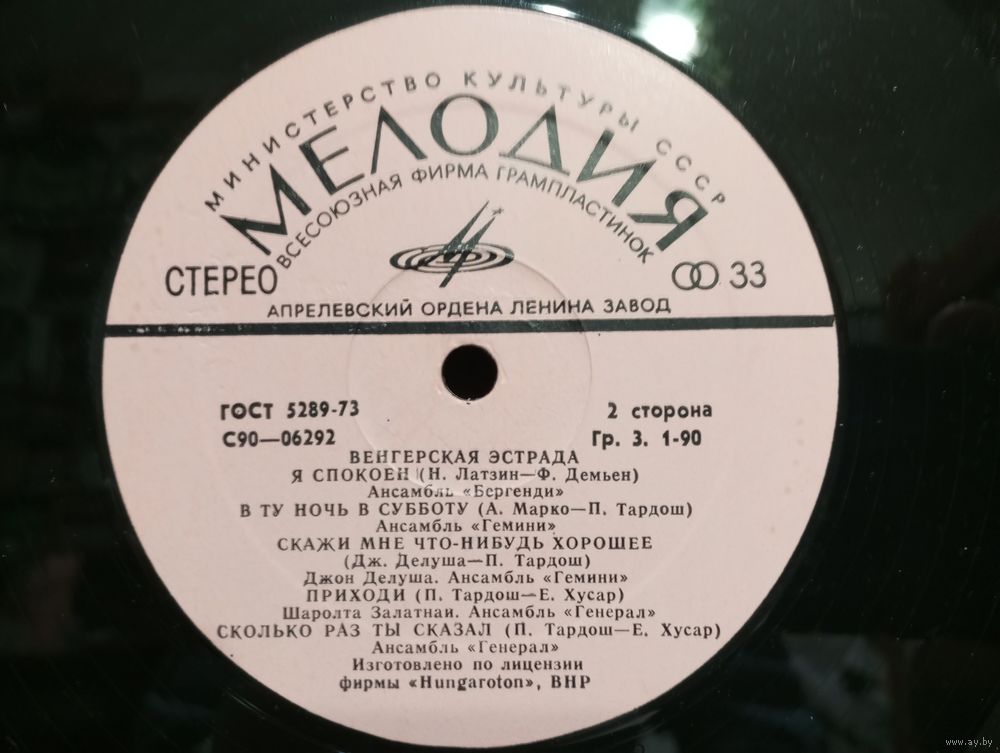 МИНИСТЕРСТВО КУЛЬТУРЫ СССР
МЕЛОДИЯ
ВСЕСОЮЗНАЯ ФИРМА ГРАМПЛАСТИНОК
СТЕРЕО
33
АПРЕЛЕВСКИЙ ОРДЕНА ЛЕНИНА ЗАВОД
ГОСТ 5289-73 2 сторона
С90—06292 Гр. 3. 1-90
ВЕНГЕРСКАЯ ЭСТРАДА
Я СПОКОЕН (Н. Латзин—Ф. Демьен)
Ансамбль «Бергенди»
В ТУ НОЧЬ В СУББОТУ (А. Марко—П. Тардош)
Ансамбль «Гемини»
СКАЖИ МНЕ ЧТО-НИБУДЬ ХОРОШЕЕ
(Дж. Делуша—П. Тардош)
Джон Делуша. Ансамбль «Гемини»
ПРИХОДИ (П. Тардош—Е. Хусар)
Шаролта Залатнаи. Ансамбль «Генерал»
СКОЛЬКО РАЗ ТЫ СКАЗАЛ (П. Тардош—Е. Хусар)
Ансамбль «Генерал»
Изготовлено по лицензии
фирмы «Hungaroton», ВНР
www.ay.by